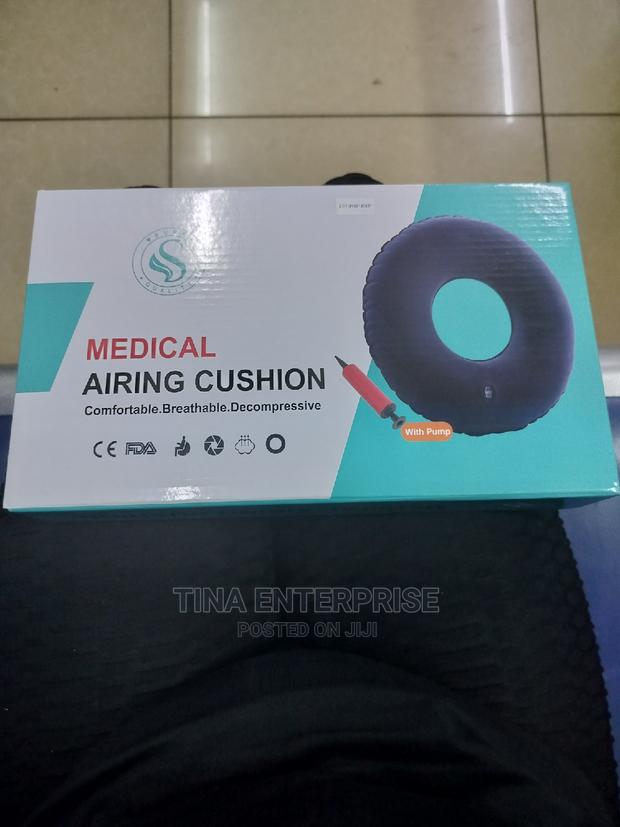 MEDICAL
AIRING CUSHION
Comfortable.Breathable.Decompressive
CE FDA
With Pump
TINA ENTERPRISE
POSTED ON JIJI